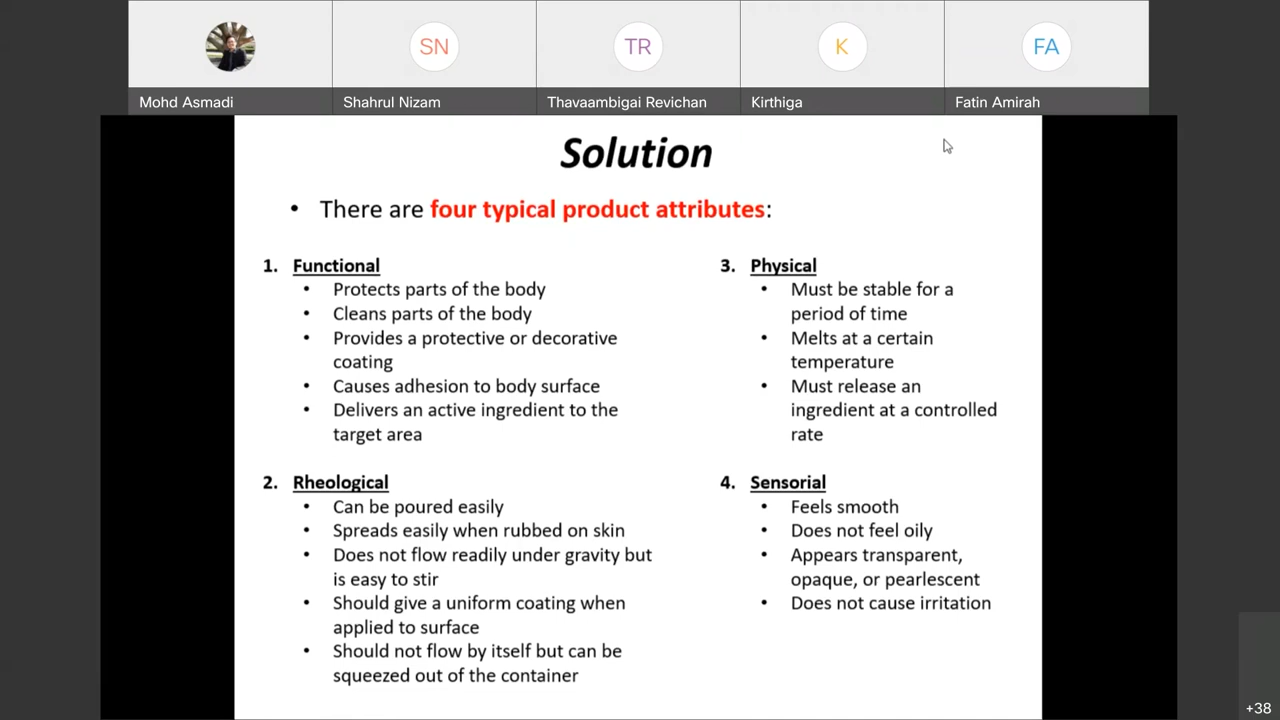 SN
TR
K
FA
Mohd Asmadi
Shahrul Nizam
Thavaambigai Revichan
Kirthiga
Fatin Amirah
Solution
• There are four typical product attributes:
1. Functional
• Protects parts of the body
• Cleans parts of the body
• Provides a protective or decorative
coating
• Causes adhesion to body surface
• Delivers an active ingredient to the
target area
2. Rheological
• Can be poured easily
• Spreads easily when rubbed on skin
• Does not flow readily under gravity but
is easy to stir
• Should give a uniform coating when
applied to surface
• Should not flow by itself but can be
squeezed out of the container
3. Physical
• Must be stable for a
period of time
• Melts at a certain
temperature
• Must release an
ingredient at a controlled
rate
4. Sensorial
• Feels smooth
• Does not feel oily
• Appears transparent,
opaque, or pearlescent
• Does not cause irritation
+38